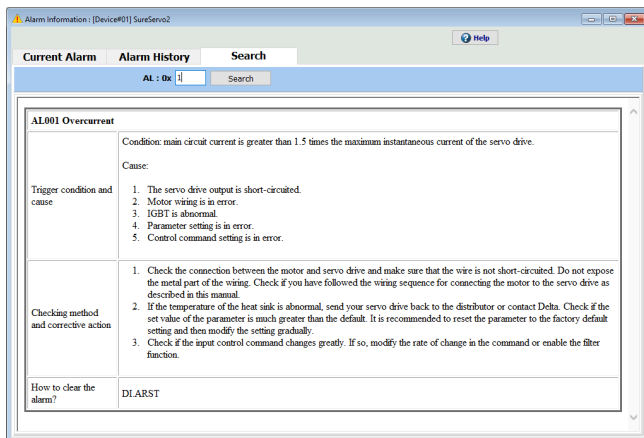 Alarm Information : [Device#01] SureServo2
Help
Current Alarm Alarm History Search
AL : 0x 1 Search
AL001 Overcurrent
Trigger condition and
cause
Condition: main circuit current is greater than 1.5 times the maximum instantaneous current of the servo drive.
Cause:
1. The servo drive output is short-circuited.
2. Motor wiring is in error.
3. IGBT is abnormal.
4. Parameter setting is in error.
5. Control command setting is in error.
Checking method
and corrective action
1. Check the connection between the motor and servo drive and make sure that the wire is not short-circuited. Do not expose
the metal part of the wiring. Check if you have followed the wiring sequence for connecting the motor to the servo drive as
described in this manual.
2. If the temperature of the heat sink is abnormal, send your servo drive back to the distributor or contact Delta. Check if the
set value of the parameter is much greater than the default. It is recommended to reset the parameter to the factory default
setting and then modify the setting gradually.
3. Check if the input control command changes greatly. If so, modify the rate of change in the command or enable the filter
function.
How to clear the
alarm?
DI.ARST